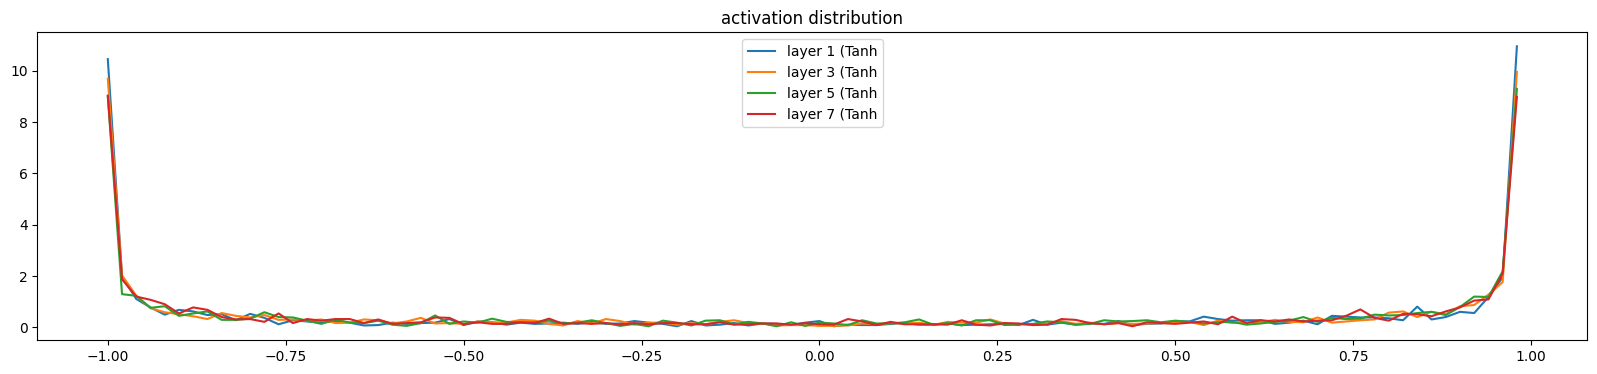 activation distribution
layer 1 (Tanh
layer 3 (Tanh
layer 5 (Tanh
layer 7 (Tanh
10
8
6
4
2
0
−1.00 −0.75 −0.50 −0.25 0.00 0.25 0.50 0.75 1.00